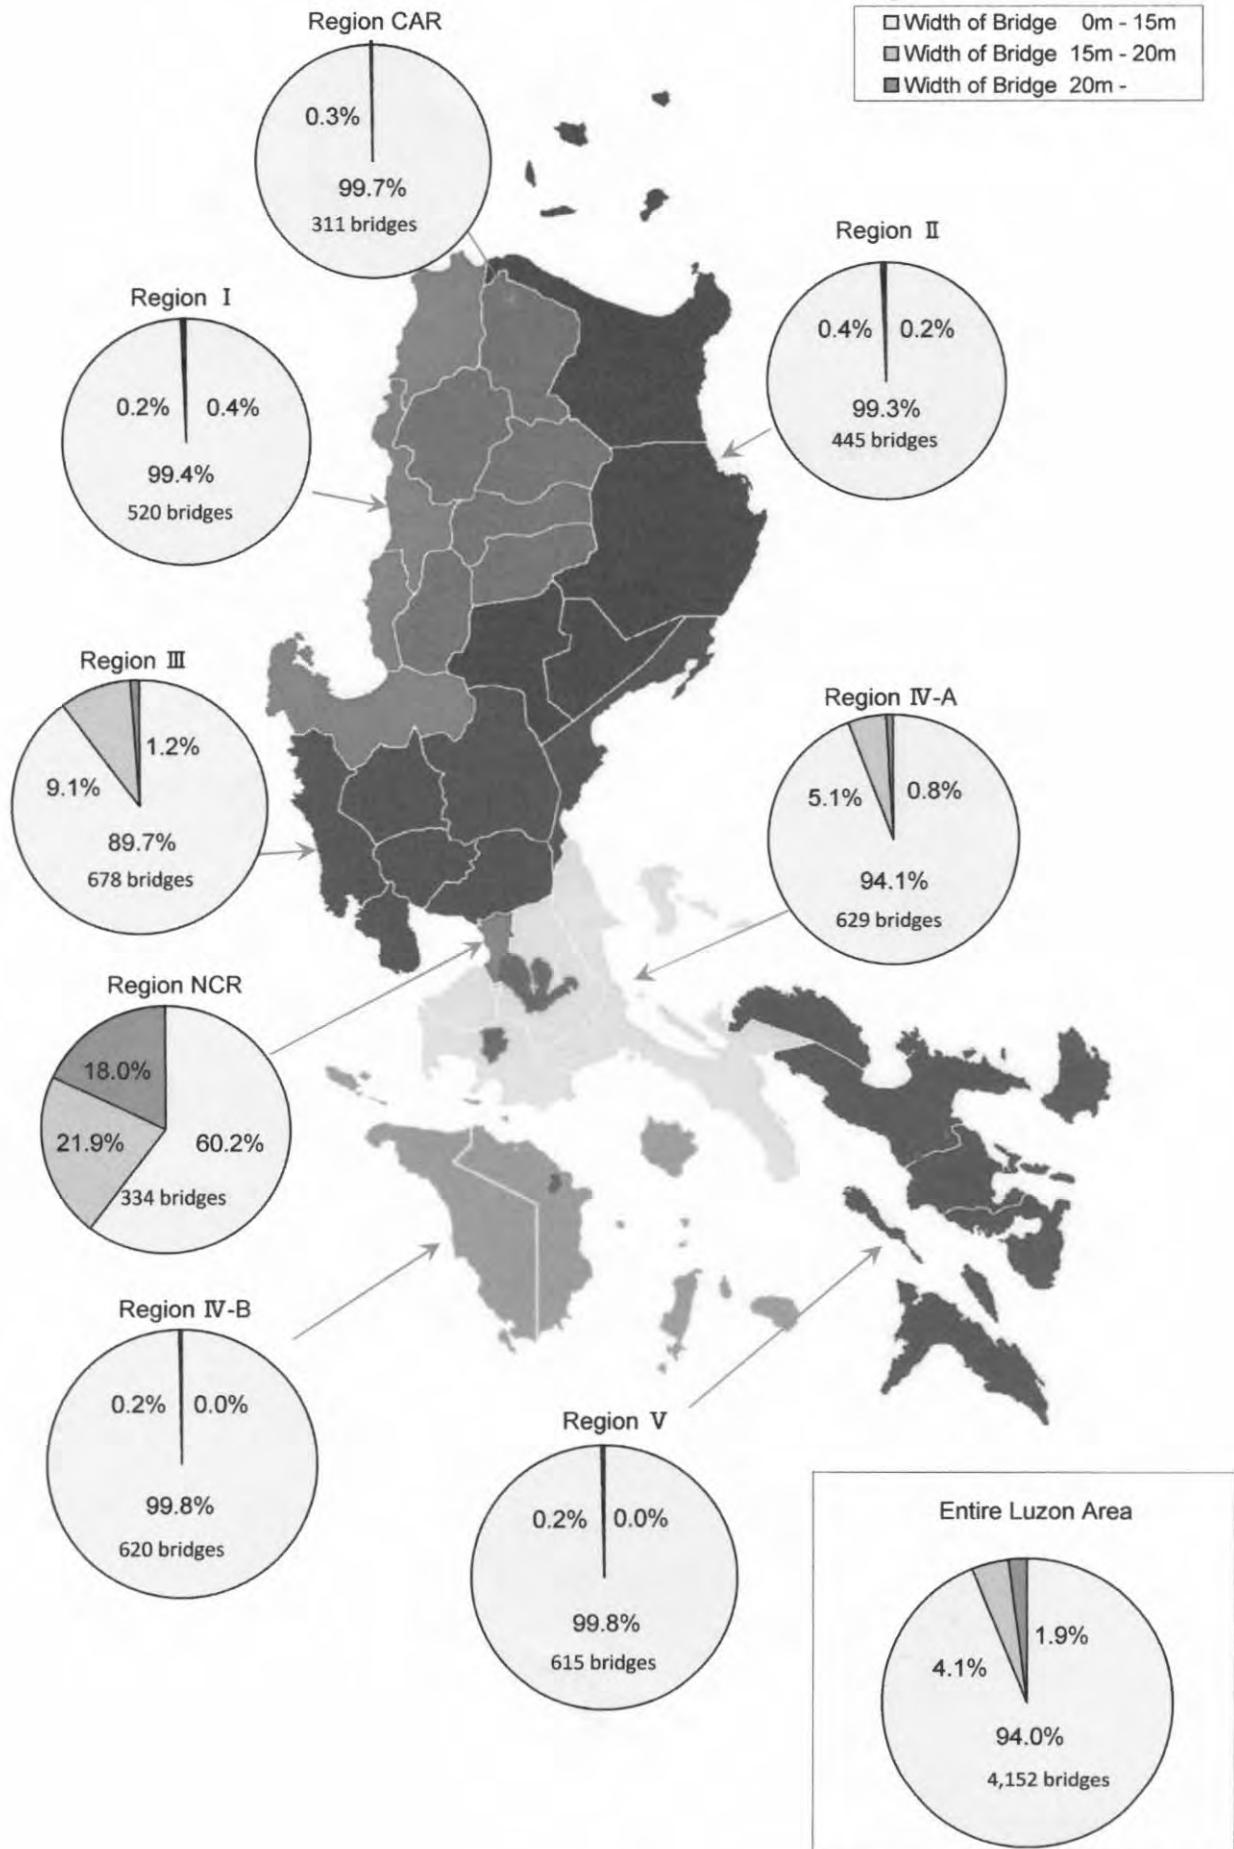 Region CAR
0.3%
99.7%
311 bridges
Width of Bridge 0m - 15m
Width of Bridge 15m - 20m
Width of Bridge 20m -
Region Ⅱ
0.4% 0.2%
99.3%
445 bridges
Region Ⅰ
0.2% 0.4%
99.4%
520 bridges
Region Ⅲ
1.2%
9.1%
89.7%
678 bridges
Region Ⅳ-A
5.1% 0.8%
94.1%
629 bridges
Region NCR
18.0%
21.9% 60.2%
334 bridges
Region Ⅳ-B
0.2% 0.0%
99.8%
620 bridges
Region Ⅴ
0.2% 0.0%
99.8%
615 bridges
Entire Luzon Area
1.9%
4.1%
94.0%
4,152 bridges